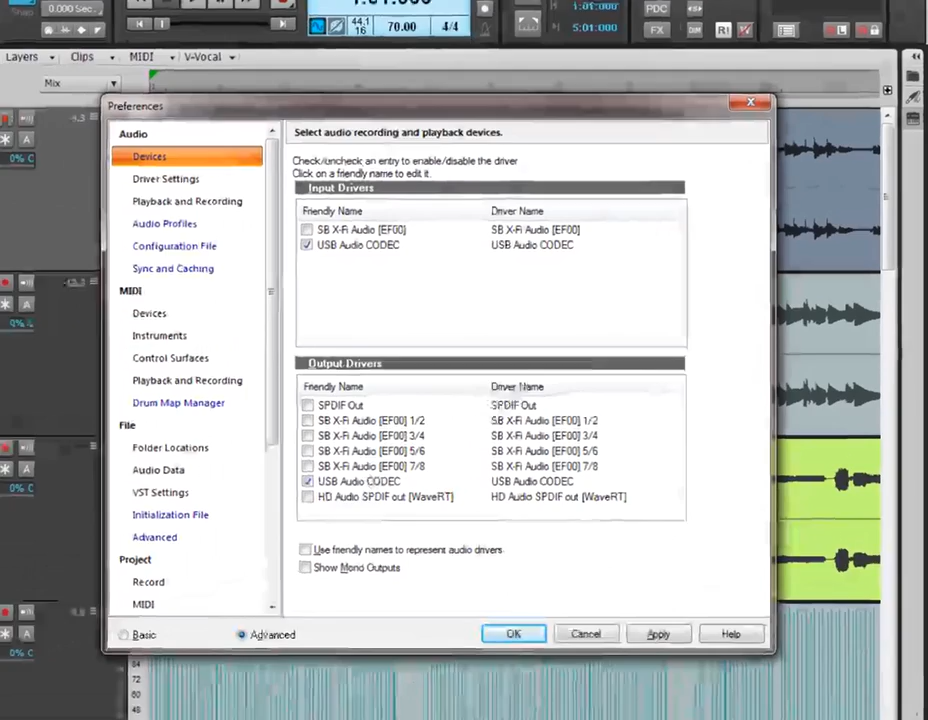 0.000 Sec.
1:01:000
44.1
16
70.00
4/4
1:01:000
5:01:000
PDC
FX
R!
Layers
Clips
MIDI
V-Vocal
Mix
Preferences
Audio
Devices
Driver Settings
Playback and Recording
Audio Profiles
Configuration File
Sync and Caching
MIDI
Devices
Instruments
Control Surfaces
Playback and Recording
Drum Map Manager
File
Folder Locations
Audio Data
VST Settings
Initialization File
Advanced
Project
Record
MIDI
Basic
Advanced
Select audio recording and playback devices.
Check/uncheck an entry to enable/disable the driver
Click on a friendly name to edit it.
Input Drivers
Friendly Name Driver Name
SB X-Fi Audio [EF00] SB X-Fi Audio [EF00]
USB Audio CODEC USB Audio CODEC
Output Drivers
Friendly Name Driver Name
SPDIF Out SPDIF Out
SB X-Fi Audio [EF00] 1/2 SB X-Fi Audio [EF00] 1/2
SB X-Fi Audio [EF00] 3/4 SB X-Fi Audio [EF00] 3/4
SB X-Fi Audio [EF00] 5/6 SB X-Fi Audio [EF00] 5/6
SB X-Fi Audio [EF00] 7/8 SB X-Fi Audio [EF00] 7/8
USB Audio CODEC USB Audio CODEC
HD Audio SPDIF out [WaveRT] HD Audio SPDIF out [WaveRT]
Use friendly names to represent audio drivers
Show Mono Outputs
OK Cancel Apply Help
A
0% C
A
A
0% C
A
0% C
84
72
60